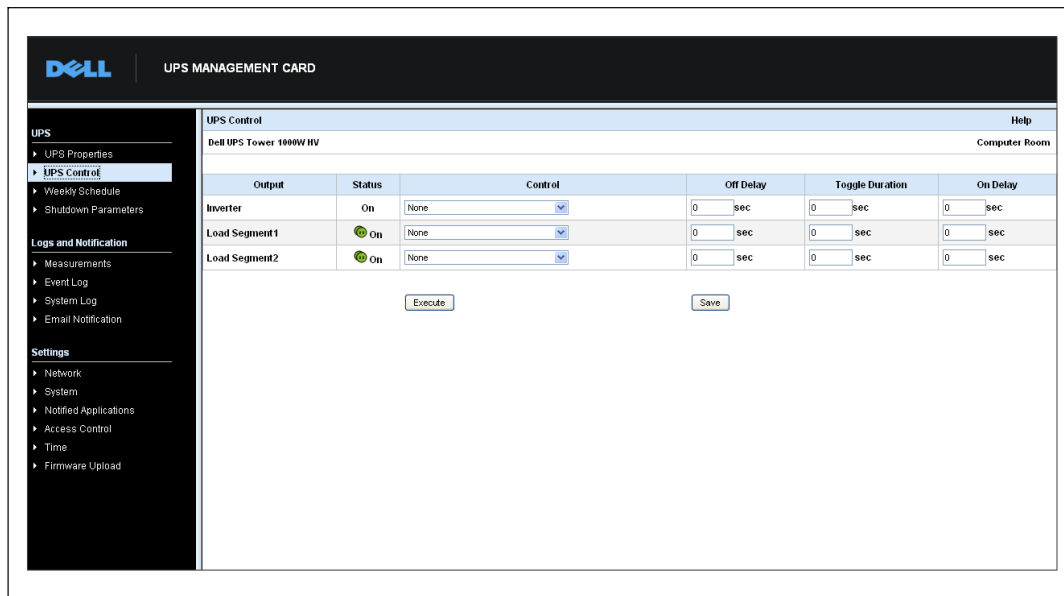 DELL
UPS MANAGEMENT CARD
UPS
UPS Properties
UPS Control
Weekly Schedule
Shutdown Parameters
Logs and Notification
Measurements
Event Log
System Log
Email Notification
Settings
Network
System
Notified Applications
Access Control
Time
Firmware Upload
UPS Control Help
Dell UPS Tower 1000W HV Computer Room
Output Status Control Off Delay Toggle Duration On Delay
Inverter On None 0 sec 0 sec 0 sec
Load Segment1 On None 0 sec 0 sec 0 sec
Load Segment2 On None 0 sec 0 sec 0 sec
Execute Save